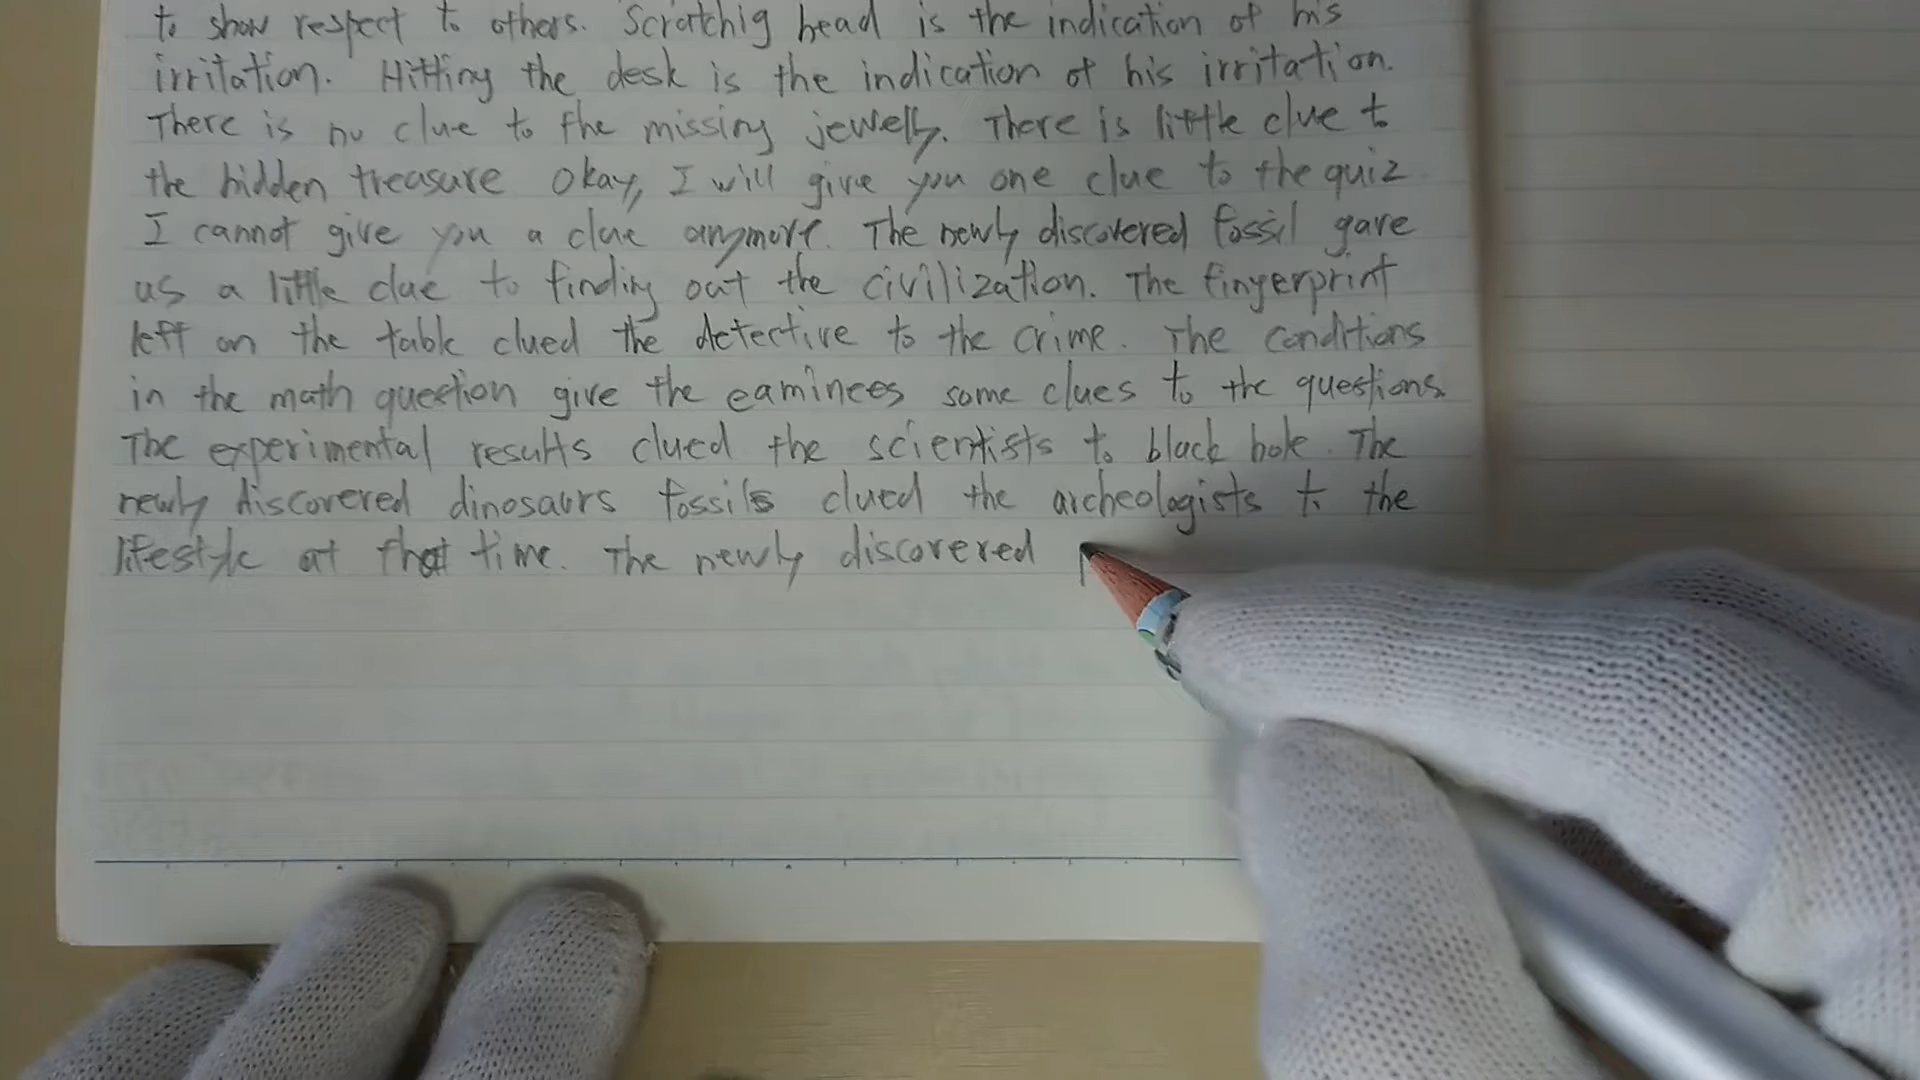 to show respect to others. Scratchig head is the indication of his
irritation. Hitting the desk is the indication of his irritation.
There is no clue to the missing jewelly. There is little clue to
the hidden treasure Okay, I will give you one clue to the quiz
I cannot give you a clue anymore. The newly discovered fossil gave
us a little clue to finding out the civilization. The fingerprint
left on the table clued the detective to the crime. The conditions
in the math question give the eaminees some clues to the questions.
The experimental results clued the scientists to black hole. The
newly discovered dinosaurs fossils clued the archeologists to the
lifestyle at that time. The newly discovered